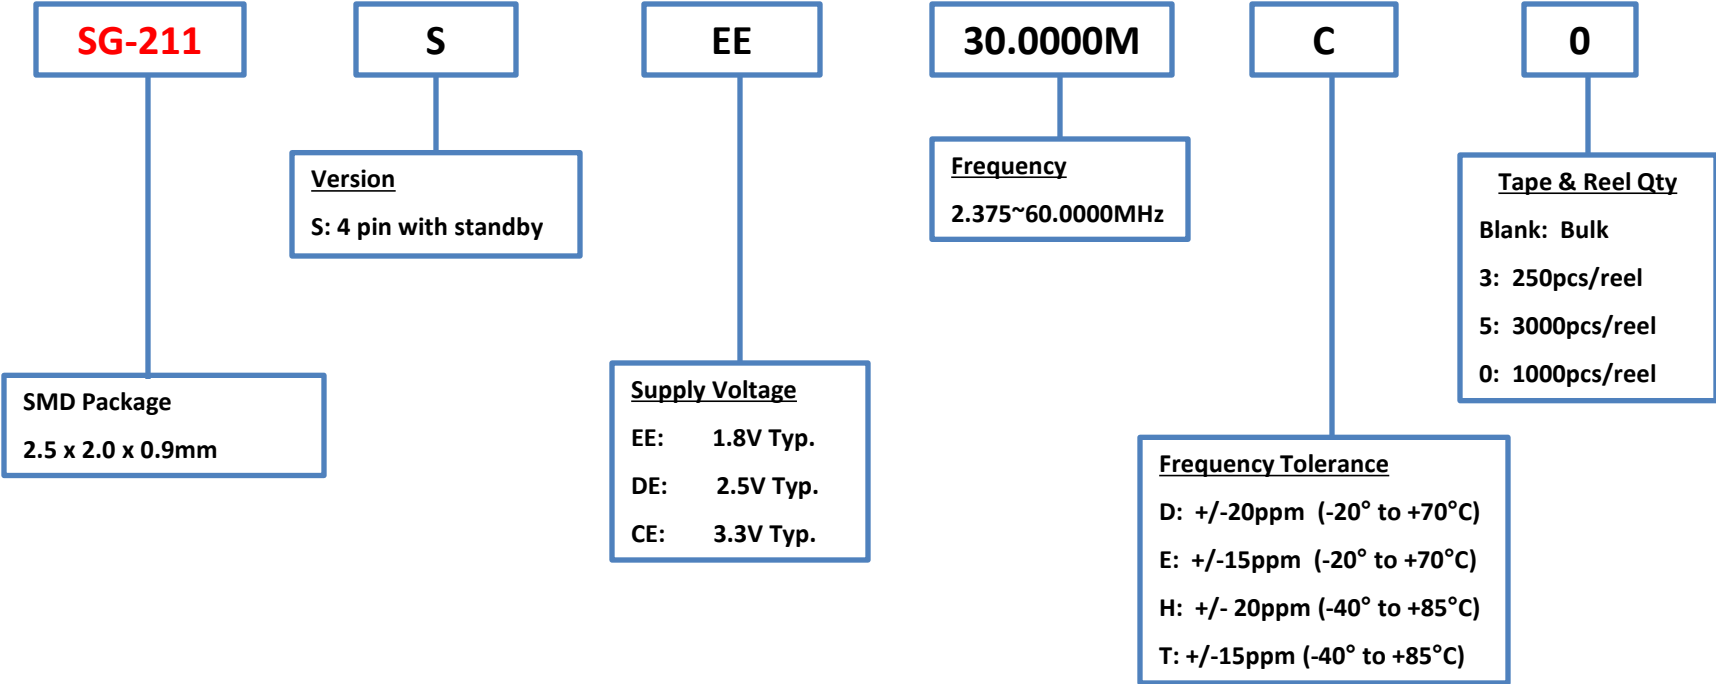 SG-211
S
EE
30.0000M
C
0
Version
S: 4 pin with standby
Frequency
2.375~60.0000MHz
Tape & Reel Qty
Blank: Bulk
3: 250pcs/reel
5: 3000pcs/reel
0: 1000pcs/reel
SMD Package
2.5 x 2.0 x 0.9mm
Supply Voltage
EE: 1.8V Typ.
DE: 2.5V Typ.
CE: 3.3V Typ.
Frequency Tolerance
D: +/-20ppm (-20° to +70°C)
E: +/-15ppm (-20° to +70°C)
H: +/- 20ppm (-40° to +85°C)
T: +/-15ppm (-40° to +85°C)